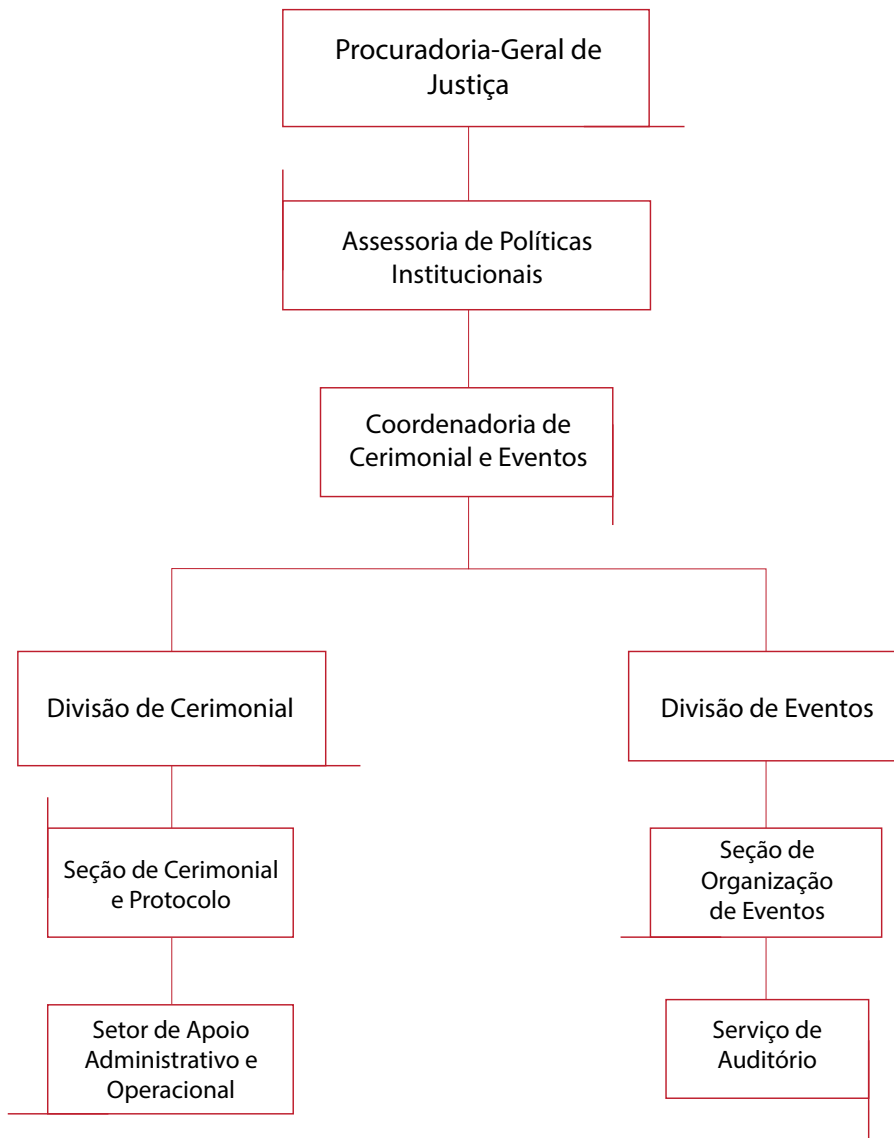 Procuradoria-Geral de
Justiça
Assessoria de Políticas
Institucionais
Coordenadoria de
Cerimonial e Eventos
Divisão de Cerimonial
Divisão de Eventos
Seção de Cerimonial
e Protocolo
Seção de
Organização
de Eventos
Setor de Apoio
Administrativo e
Operacional
Serviço de
Auditório